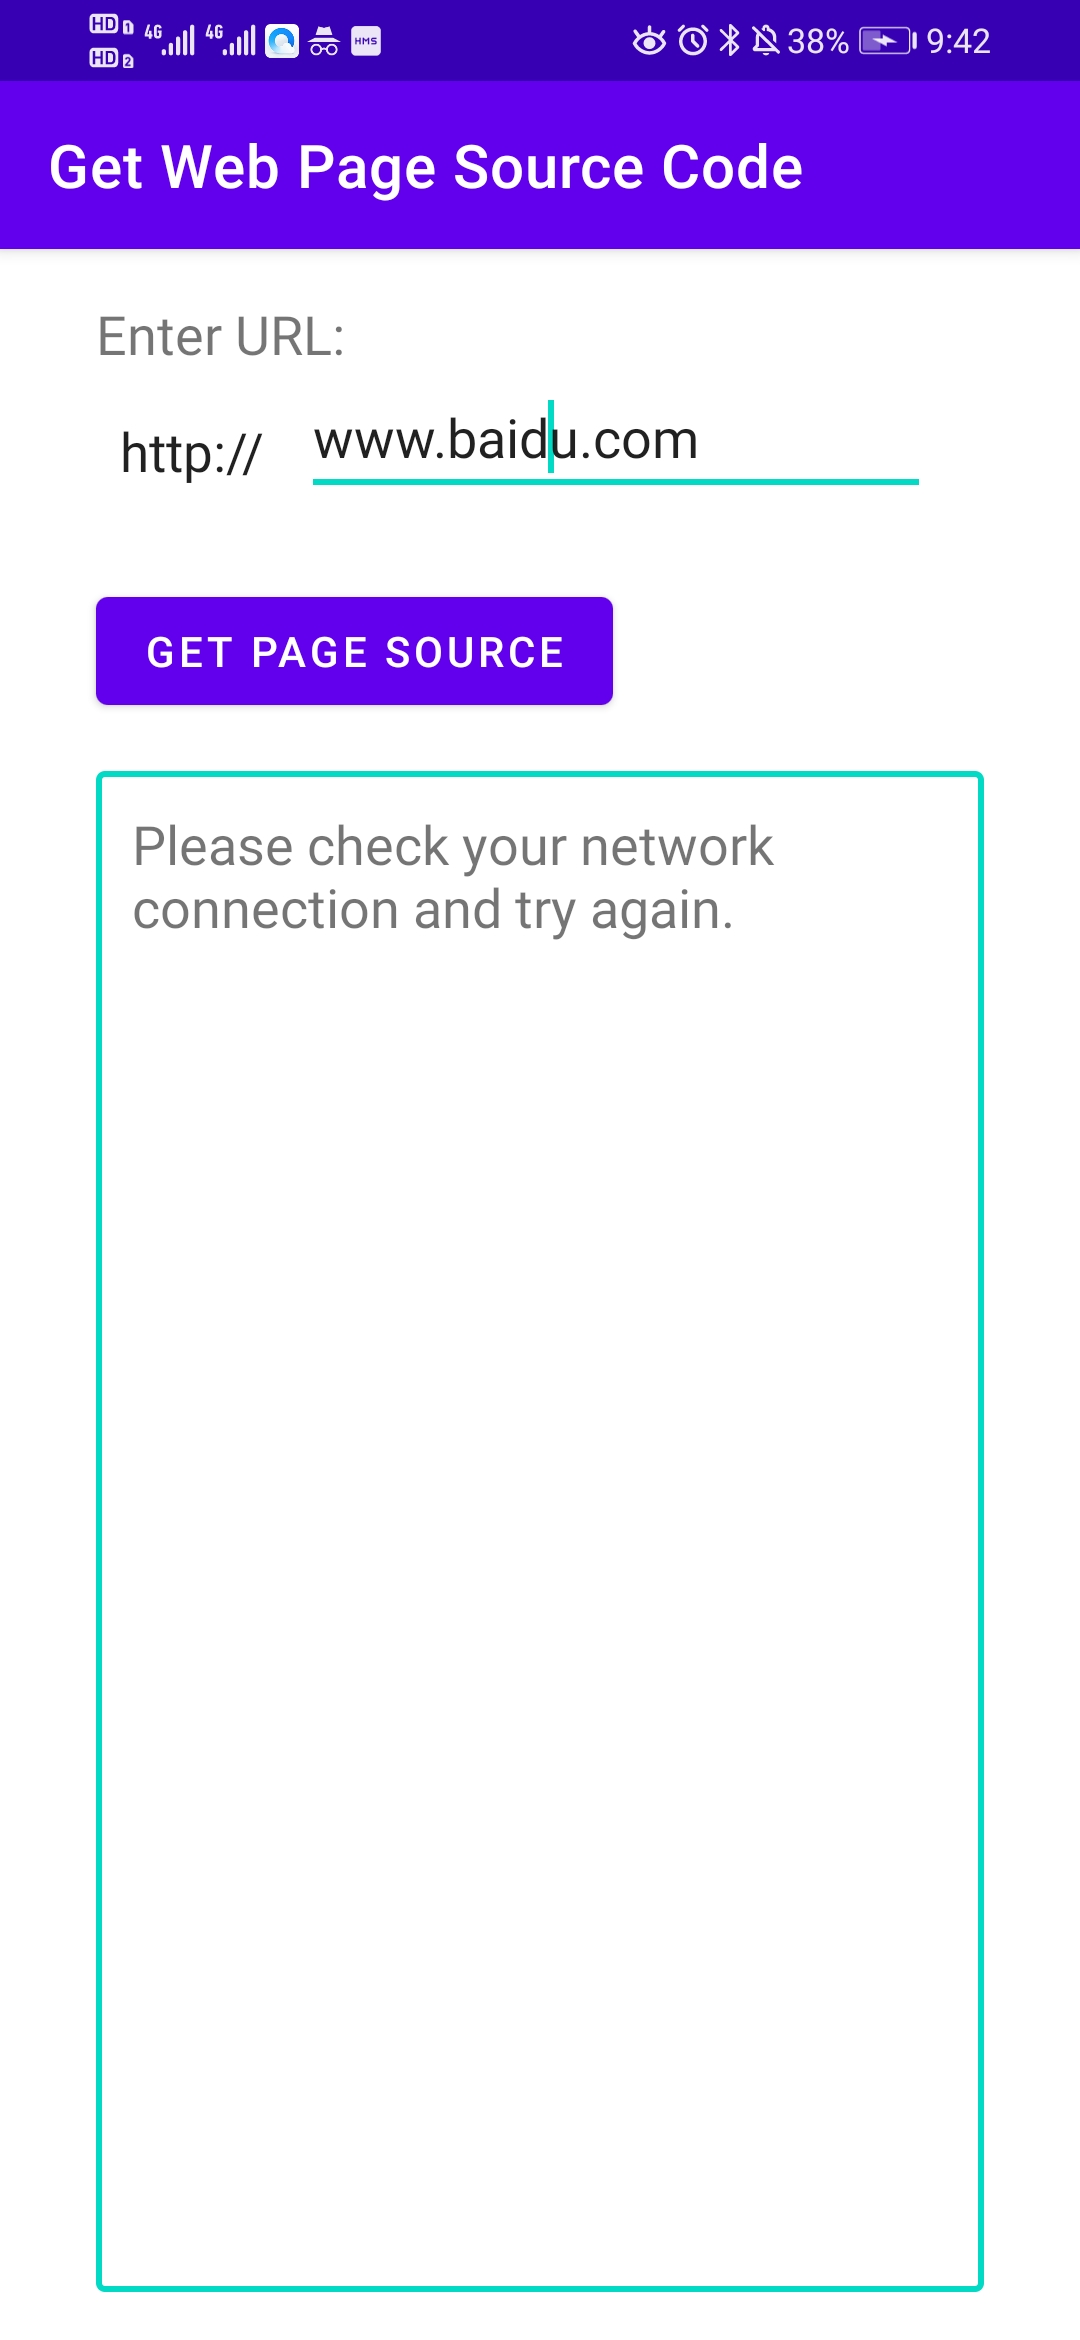 HD 1 4G 4G HMS 38% 9:42
HD 2
Get Web Page Source Code
Enter URL:
http:// www.baidu.com
GET PAGE SOURCE
Please check your network
connection and try again.